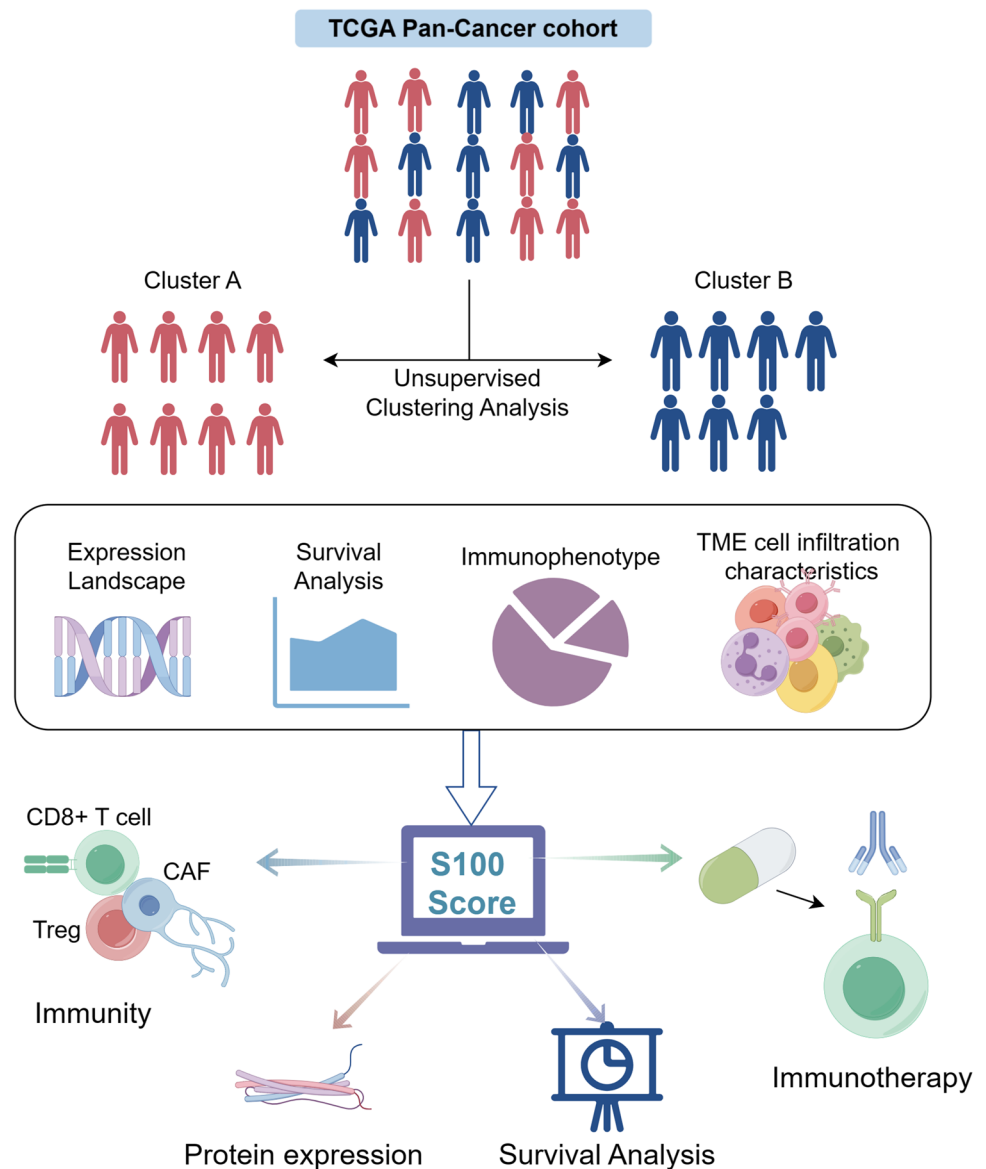 TCGA Pan-Cancer cohort
Cluster A
Cluster B
Unsupervised
Clustering Analysis
Expression
Landscape
Survival
Analysis
Immunophenotype
TME cell infiltration
characteristics
CD8+ T cell
CAF
Treg
Immunity
S100
Score
Immunotherapy
Protein expression
Survival Analysis